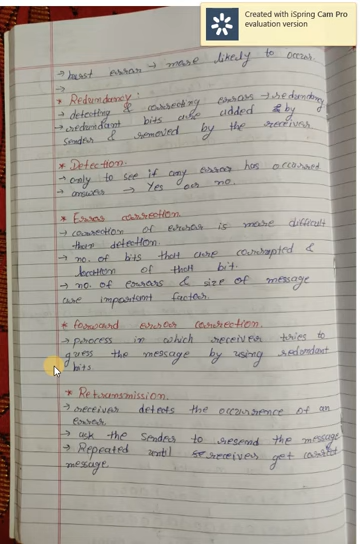 Created with iSpring Cam Pro
evaluation version
→ burst error → more likely to occur.
→
* Redundancy :
→ detecting & correcting errors → redundancy
→ redundant bits are added & by
sender & removed by the receiver
* Detection.
→ only to see if any error has occurred
→ answer → Yes or no.
* Error correction
→ correction of error is more difficult
than detection.
→ no. of bits that are corrupted &
location of that bit.
→ no. of errors & size of message
are important factor.
* forward error correction.
→ process in which receiver tries to
guess the message by using redundant
bits.
* Retransmission.
→ receiver detects the occurrence of an
error.
→ ask the sender to resend the message
→ Repeated until receiver get correct
message.